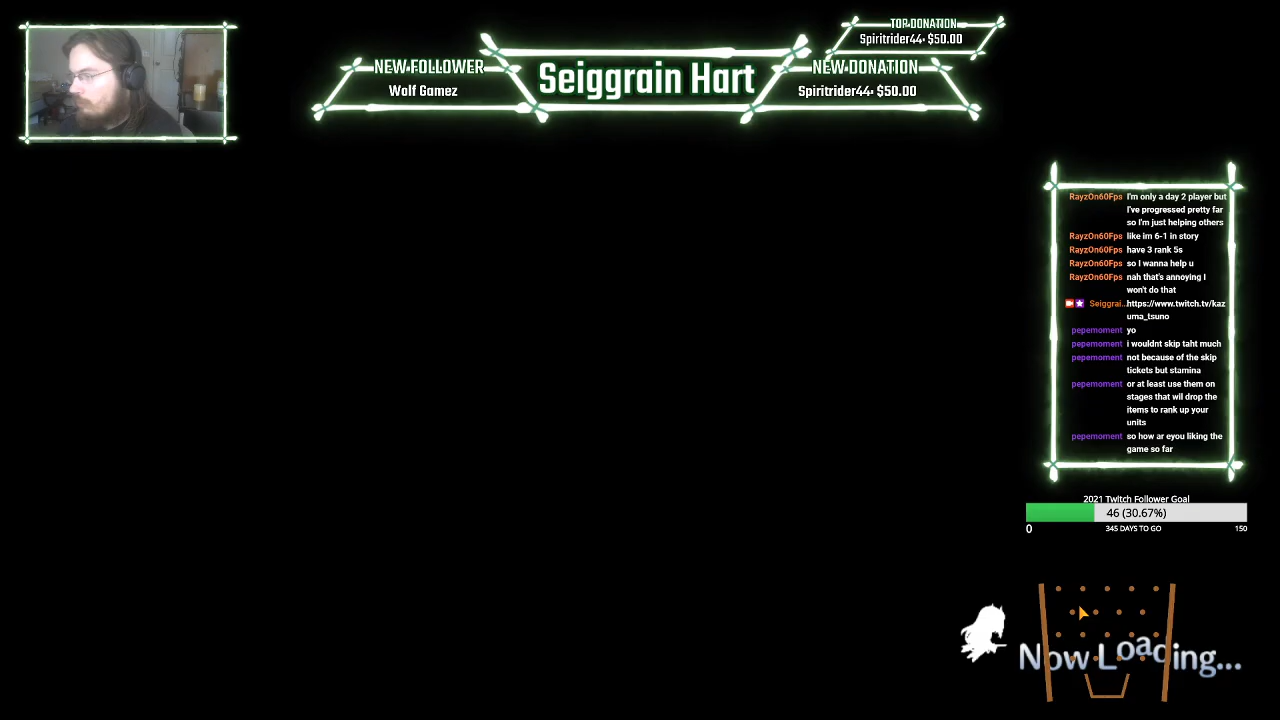 TOP DONATION
Spiritrider44: $50.00
NEW FOLLOWER
Wolf Gamez
Seiggrain Hart
NEW DONATION
Spiritrider44: $50.00
RayzOn60Fps I'm only a day 2 player but
I've progressed pretty far
so I'm just helping others
RayzOn60Fps like im 6-1 in story
RayzOn60Fps have 3 rank 5s
RayzOn60Fps so I wanna help u
RayzOn60Fps nah that's annoying I
won't do that
Seiggrai... https://www.twitch.tv/kaz
uma_tsuno
pepemoment yo
pepemoment i wouldnt skip taht much
pepemoment not because of the skip
tickets but stamina
pepemoment or at least use them on
stages that wil drop the
items to rank up your
units
pepemoment so how ar eyou liking the
game so far
2021 Twitch Follower Goal
46 (30.67%)
0 345 DAYS TO GO 150
Now Loading...